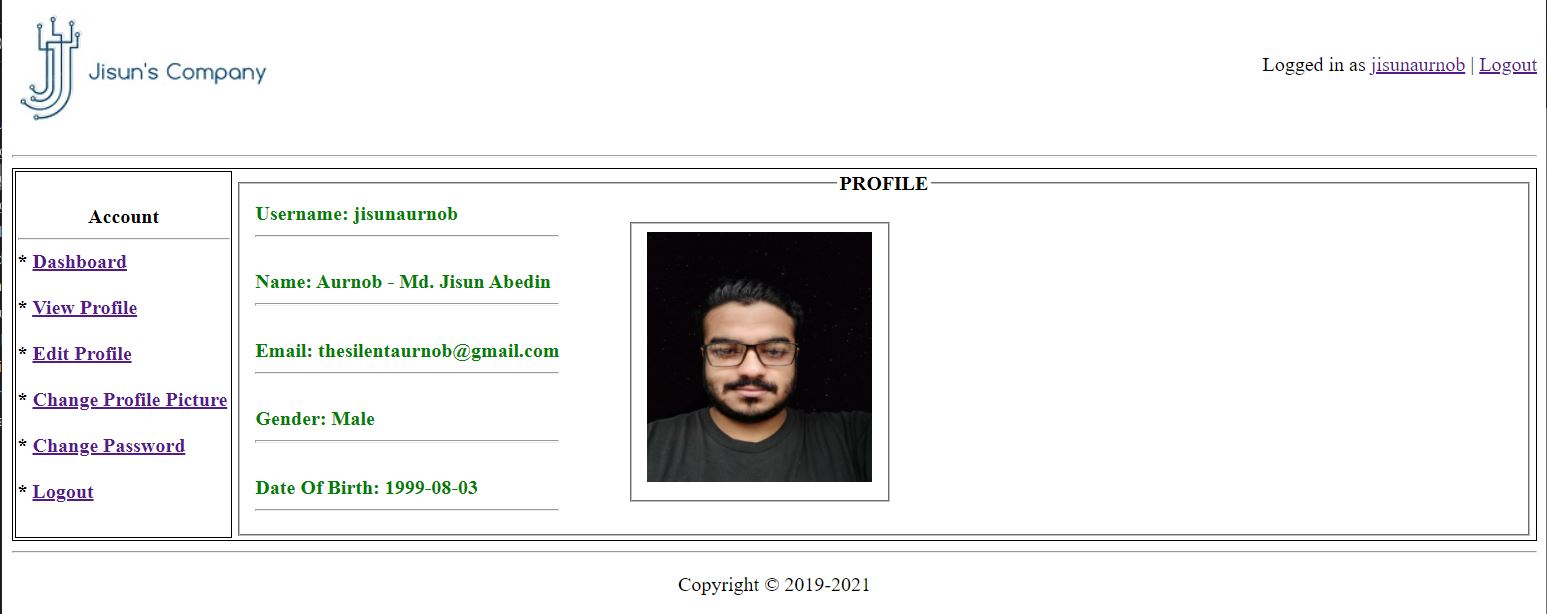 Jisun's Company
Logged in as jisunaurnob | Logout
PROFILE
Account
* Dashboard
* View Profile
* Edit Profile
* Change Profile Picture
* Change Password
* Logout
Username: jisunaurnob
Name: Aurnob - Md. Jisun Abedin
Email: thesilentaurnob@gmail.com
Gender: Male
Date Of Birth: 1999-08-03
Copyright © 2019-2021